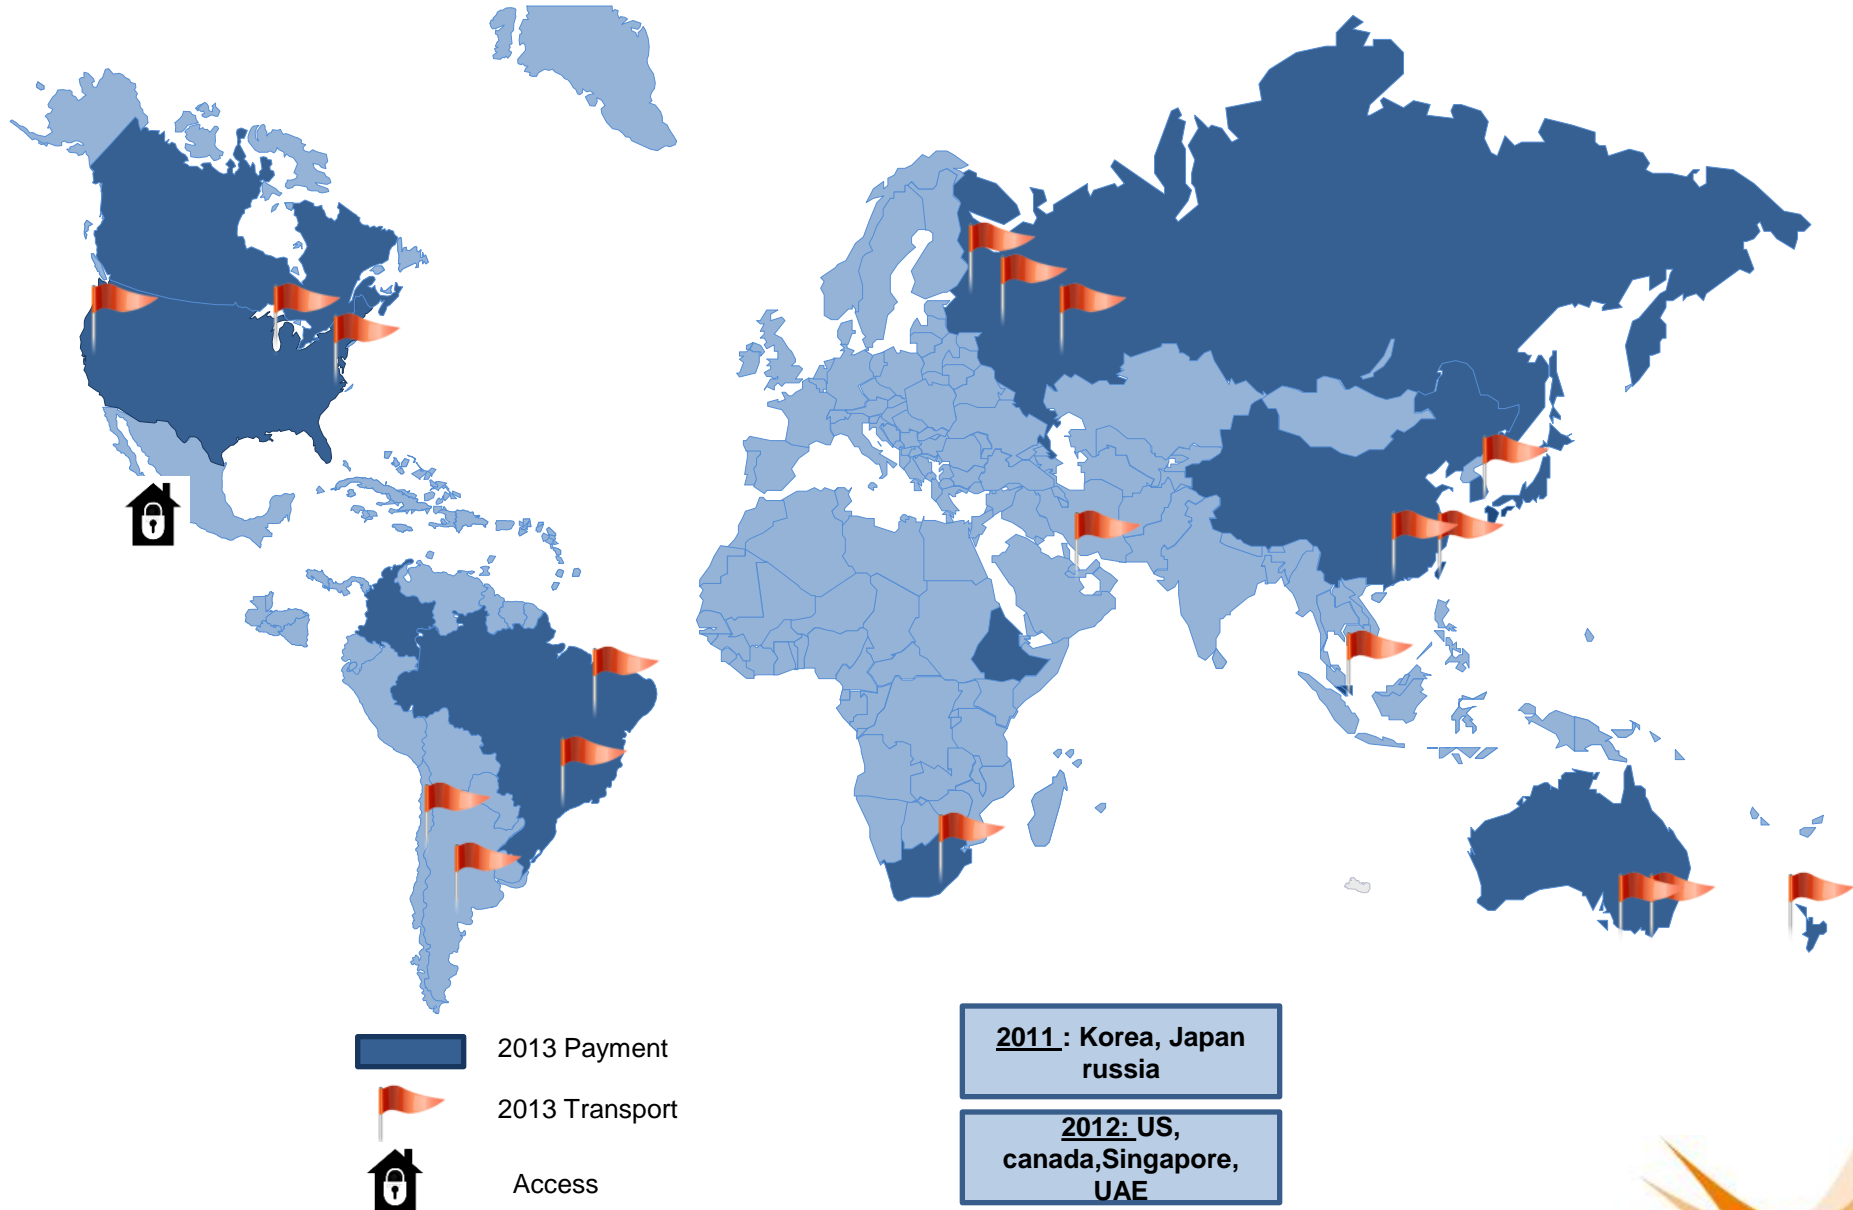 2013 Payment
2013 Transport
Access
2011 : Korea, Japan
russia
2012: US,
canada,Singapore,
UAE